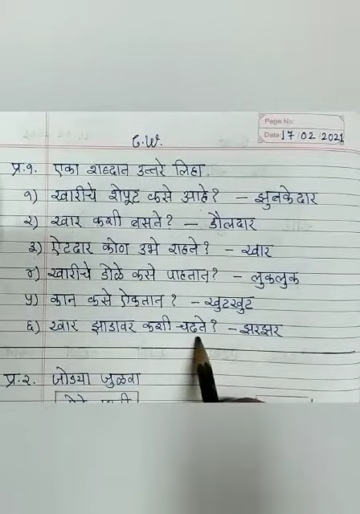 Page No:
Date 17 02 2021
C.W.
प्र.१. एका शब्दात उत्तरे लिहा.
१) खारीचे शेपूट कसे आहे? – झुबकेदार
२) खार कशी बसते? – डौलदार
३) ऐटदार कोण उभे राहते? – खार
४) खारीचे डोळे कसे पाहतात? – लुकलुक
५) कान कसे ऐकतात? – खुटखुट
६) खार झाडावर कशी चढते? – झरझर
प्र.२. जोड्या जुळवा